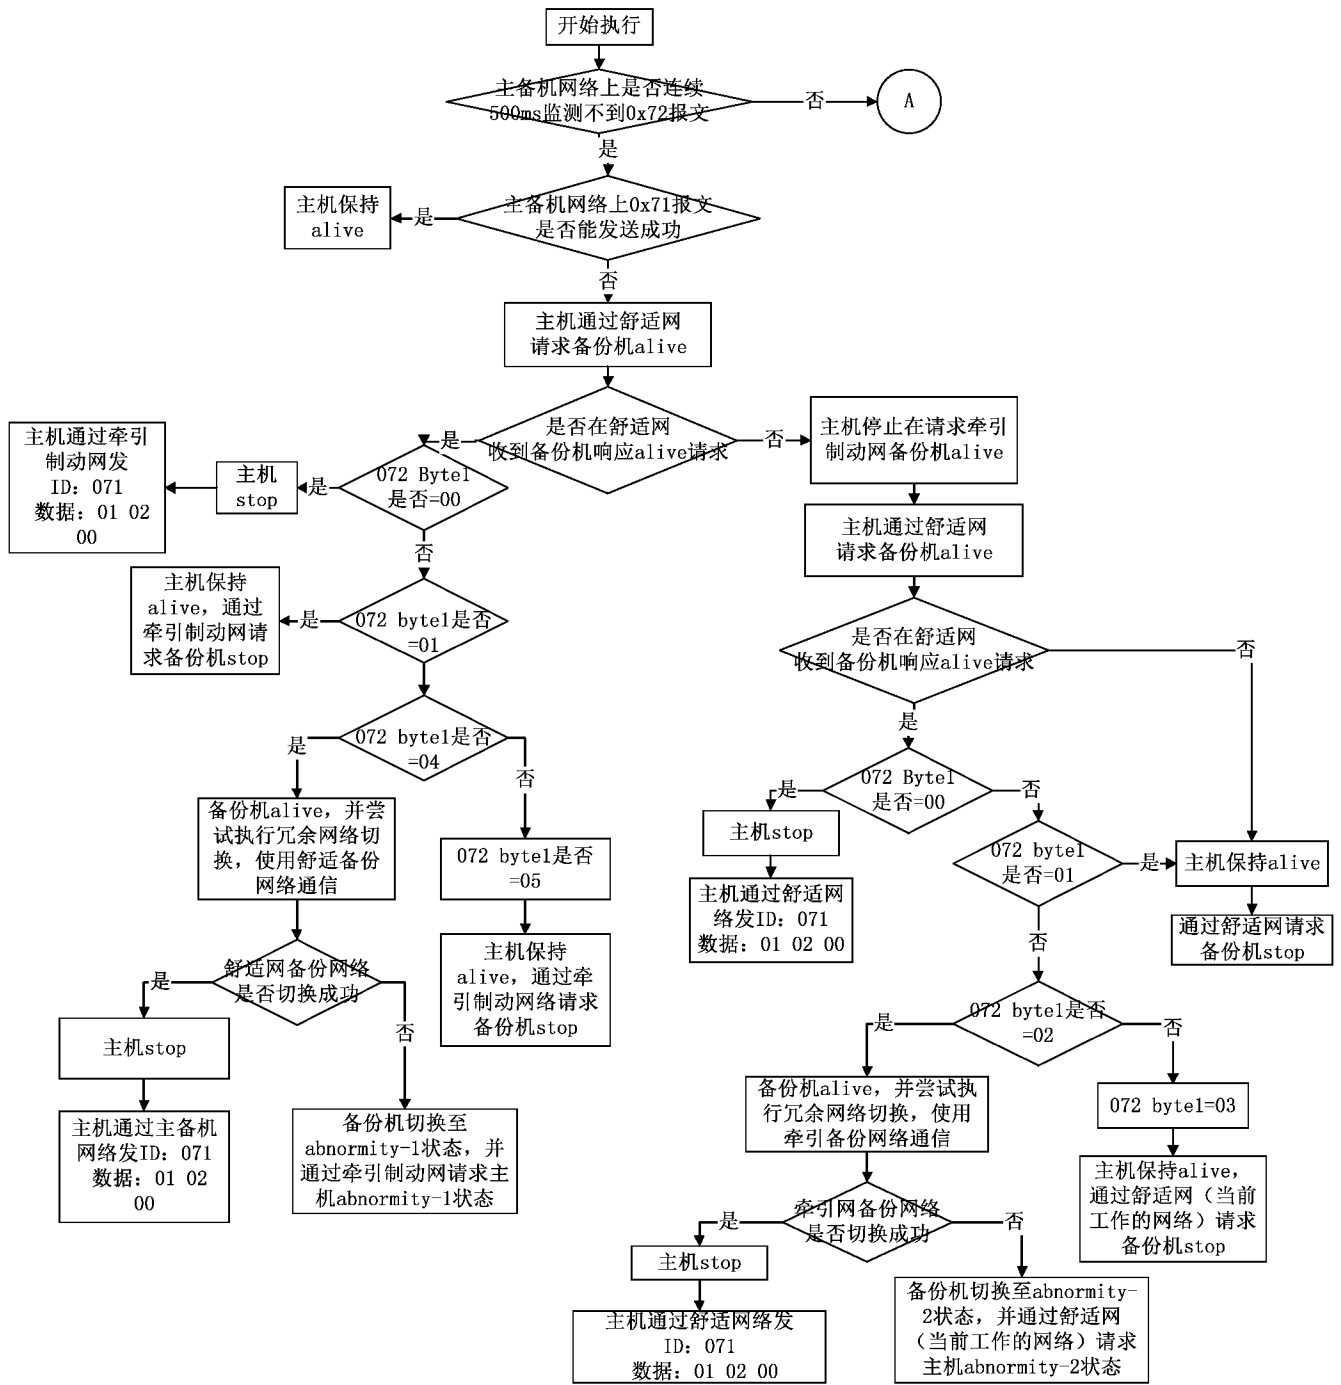 开始执行
主备机网络上是否连续
500ms监测不到0x72报文
否
A
是
主备机网络上0x71报文
是否能发送成功
是
主机保持
alive
否
主机通过舒适网
请求备份机alive
是否在舒适网
收到备份机响应alive请求
是
否
072 Byte1
是否=00
是
主机
stop
主机通过牵引
制动网发
ID: 071
数据: 01 02
00
否
072 byte1是否
=01
是
主机保持
alive, 通过
牵引制动网请
求备份机stop
072 byte1是否
=04
是
否
备份机alive, 并尝
试执行冗余网络切
换, 使用舒适备份
网络通信
072 byte1是否
=05
主机保持
alive, 通过牵
引制动网络请求
备份机stop
舒适网备份网络
是否切换成功
是
否
主机stop
主机通过主备机
网络发ID: 071
数据: 01 02
00
备份机切换至
abnormity-1状态, 并
通过牵引制动网请求主
机abnormity-1状态
主机停止在请求牵引
制动网备份机alive
主机通过舒适网
请求备份机alive
是否在舒适网
收到备份机响应alive请求
否
是
072 Byte1
是否=00
是
否
主机stop
主机通过舒适网
络发ID: 071
数据: 01 02 00
072 byte1
是否=01
是
主机保持alive
通过舒适网请求
备份机stop
否
072 byte1是否
=02
是
否
备份机alive, 并尝试执
行冗余网络切换, 使用
牵引备份网络通信
072 byte1=03
主机保持alive,
通过舒适网（当前
工作的网络）请求
备份机stop
牵引网备份网络
是否切换成功
是
否
主机stop
主机通过舒适网络发
ID: 071
数据: 01 02 00
备份机切换至abnormity-
2状态, 并通过舒适网
（当前工作的网络）请求
主机abnormity-2状态